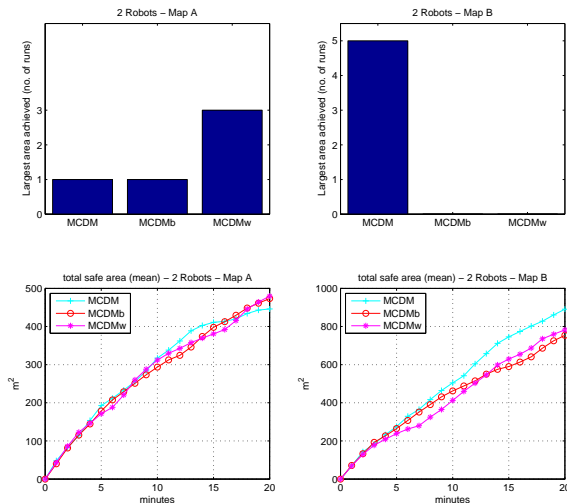 2 Robots – Map A
Largest area achieved (no. of runs)
3
2
1
0
MCDM
MCDMb
MCDMw
2 Robots – Map B
Largest area achieved (no. of runs)
5
4
3
2
1
0
MCDM
MCDMb
MCDMw
total safe area (mean) – 2 Robots – Map A
m²
500
400
300
200
100
0
0
5
10
15
20
minutes
MCDM
MCDMb
MCDMw
total safe area (mean) – 2 Robots – Map B
m²
1000
800
600
400
200
0
0
5
10
15
20
minutes
MCDM
MCDMb
MCDMw